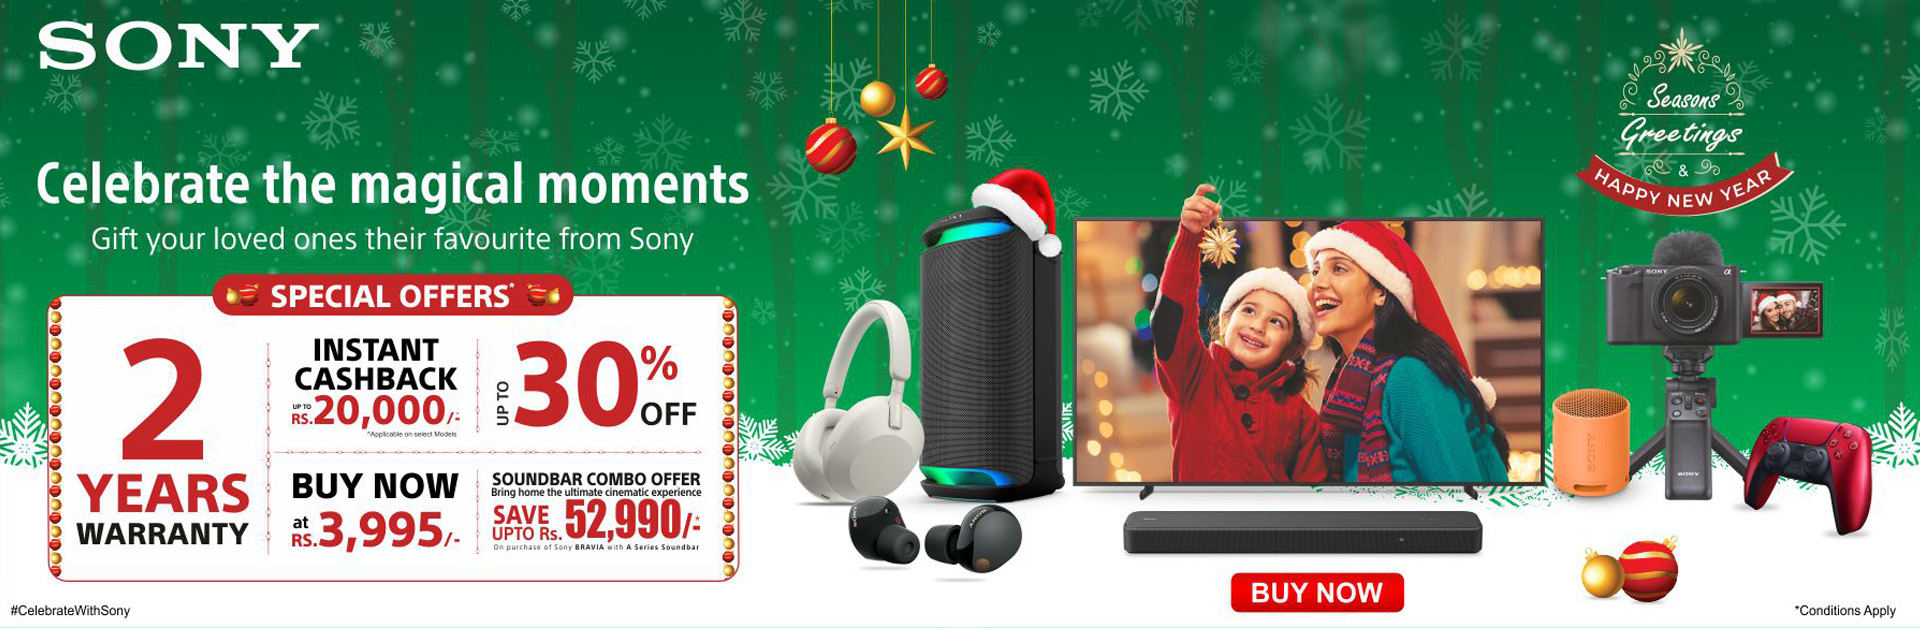 SONY
Celebrate the magical moments
Gift your loved ones their favourite from Sony
SPECIAL OFFERS*
2
YEARS
WARRANTY
INSTANT
CASHBACK
UP TO
RS.20,000/-
*Applicable on select Models
UP TO 30% OFF
BUY NOW
at
RS.3,995/-
SOUNDBAR COMBO OFFER
Bring home the ultimate cinematic experience
SAVE
UPTO Rs. 52,990/-*
On purchase of Sony BRAVIA with A Series Soundbar
#CelebrateWithSony
Seasons
Greetings
&
HAPPY NEW YEAR
SONY
α
SONY
SONY
SONY
SONY
BUY NOW
*Conditions Apply